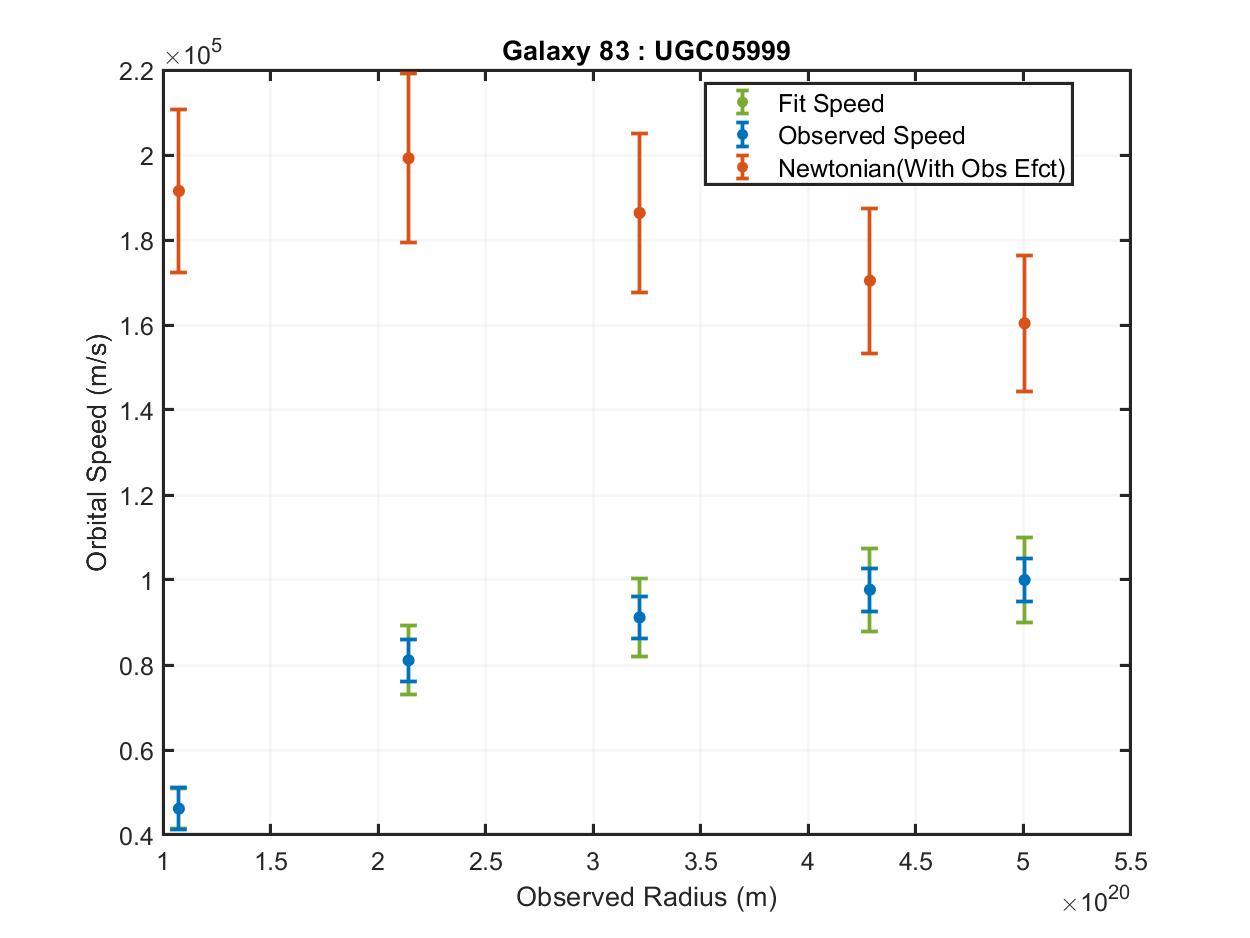 Galaxy 83 : UGC05999
×10^5
2.2
2
1.8
1.6
1.4
1.2
1
0.8
0.6
0.4
Orbital Speed (m/s)
Fit Speed
Observed Speed
Newtonian(With Obs Efct)
1 1.5 2 2.5 3 3.5 4 4.5 5 5.5
Observed Radius (m)
×10^20